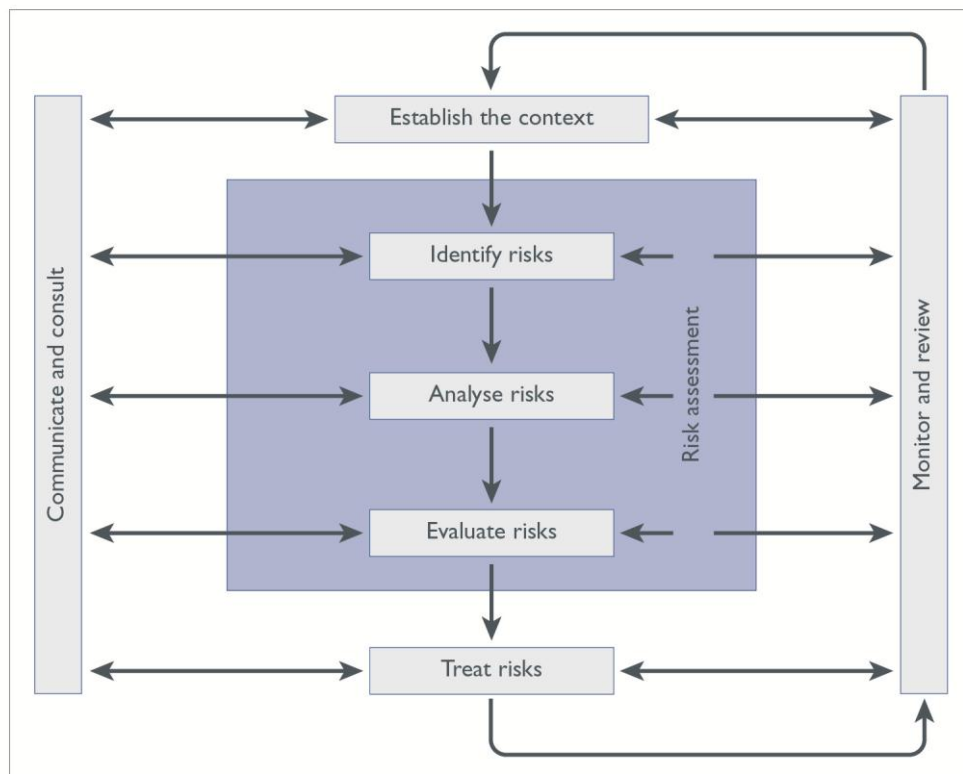 Establish the context
Communicate and consult
Identify risks
Analyse risks
Risk assessment
Evaluate risks
Monitor and review
Treat risks